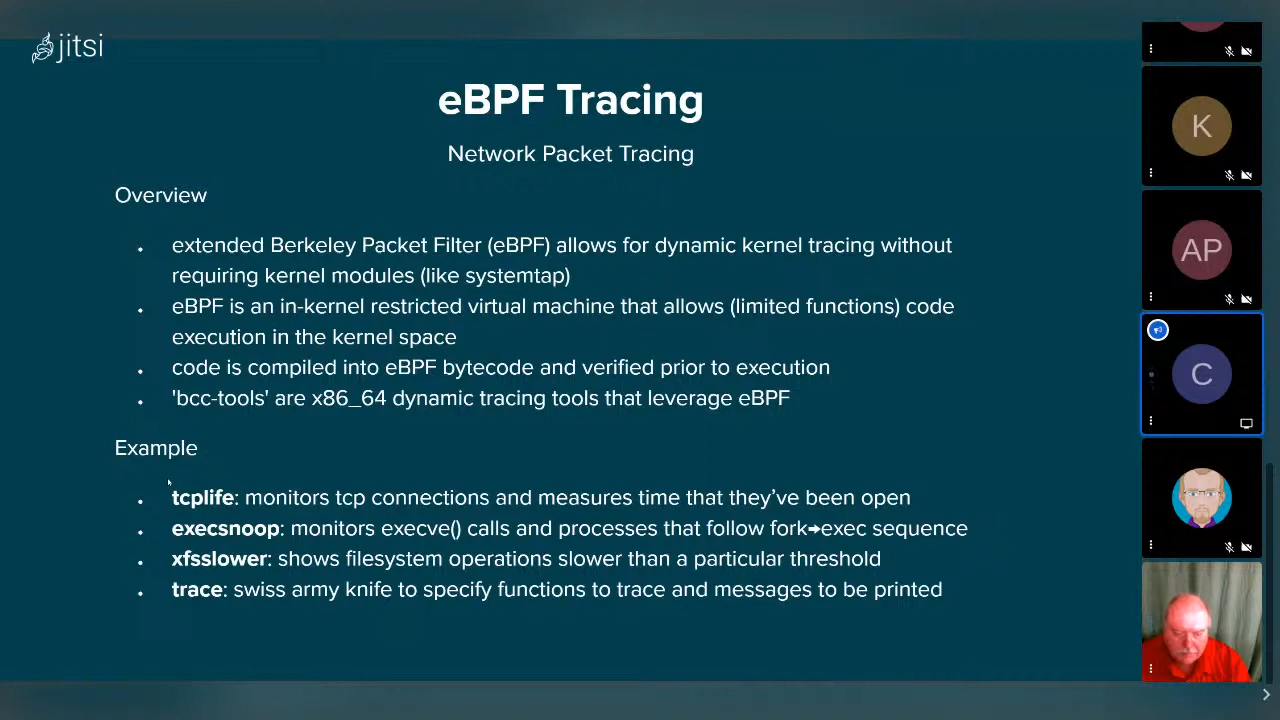 jitsi
eBPF Tracing
Network Packet Tracing
Overview
• extended Berkeley Packet Filter (eBPF) allows for dynamic kernel tracing without
requiring kernel modules (like systemtap)
• eBPF is an in-kernel restricted virtual machine that allows (limited functions) code
execution in the kernel space
• code is compiled into eBPF bytecode and verified prior to execution
• 'bcc-tools' are x86_64 dynamic tracing tools that leverage eBPF
Example
• tcplife: monitors tcp connections and measures time that they’ve been open
• execsnoop: monitors execve() calls and processes that follow fork→exec sequence
• xfsslower: shows filesystem operations slower than a particular threshold
• trace: swiss army knife to specify functions to trace and messages to be printed
K
AP
C